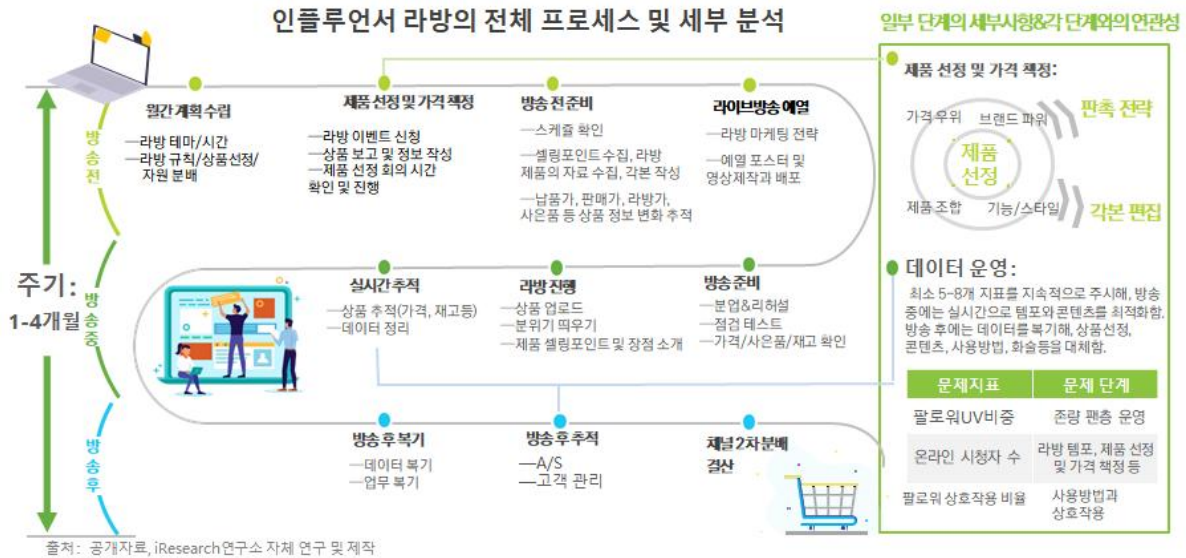 인플루언서 라방의 전체 프로세스 및 세부 분석
일부 단계의 세부사항&각 단계와의 연관성
주기:
1-4개월
방송전
월간 계획 수립
—라방 테마/시간
—라방 규칙/상품선정/
자원 분배
제품 선정 및 가격 책정
—라방 이벤트 신청
—상품 보고 및 정보 작성
—제품 선정 회의 시간
확인 및 진행
방송 전 준비
—스케줄 확인
—셀링포인트 수집, 라방
제품의 자료 수집, 각본 작성
—납품가, 판매가, 라방가,
사은품 등 상품 정보 변화 추적
라이브방송 예열
—라방 마케팅 전략
—예열 포스터 및
영상제작과 배포
방송중
실시간 추적
—상품 추적(가격, 재고등)
—데이터 정리
라방 진행
—상품 업로드
—분위기 띄우기
—제품 셀링포인트 및 장점 소개
방송 준비
—분업&리허설
—점검 테스트
—가격/사은품/재고 확인
방송후
방송 후 복기
—데이터 복기
—업무 복기
방송 후 추적
—A/S
—고객 관리
채널 2차 분배
결산
제품 선정 및 가격 책정:
가격 우위
브랜드 파워
제품
선정
제품 조합
기능/스타일
판촉 전략
각본 편집
데이터 운영:
최소 5-8개 지표를 지속적으로 주시해, 방송
중에는 실시간으로 템포와 콘텐츠를 최적화함.
방송 후에는 데이터를 복기해, 상품선정,
콘텐츠, 사용방법, 화술등을 대체함.
문제지표 문제 단계
팔로워UV비중 존량 팬층 운영
온라인 시청자 수 라방 템포, 제품 선정
및 가격 책정 등
팔로워 상호작용 비율 사용방법과
상호작용
출처: 공개자료, iResearch연구소 자체 연구 및 제작